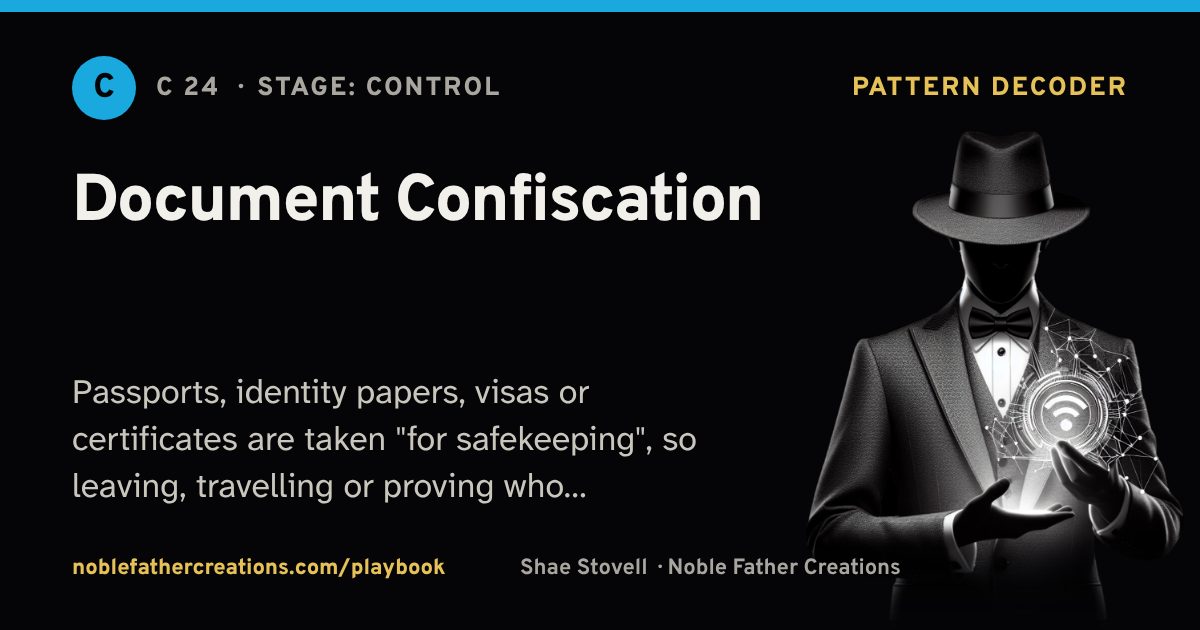 C
C 24 · STAGE: CONTROL
PATTERN DECODER
Document Confiscation
Passports, identity papers, visas or
certificates are taken "for safekeeping", so
leaving, travelling or proving who...
noblefathercreations.com/playbook
Shae Stovell · Noble Father Creations